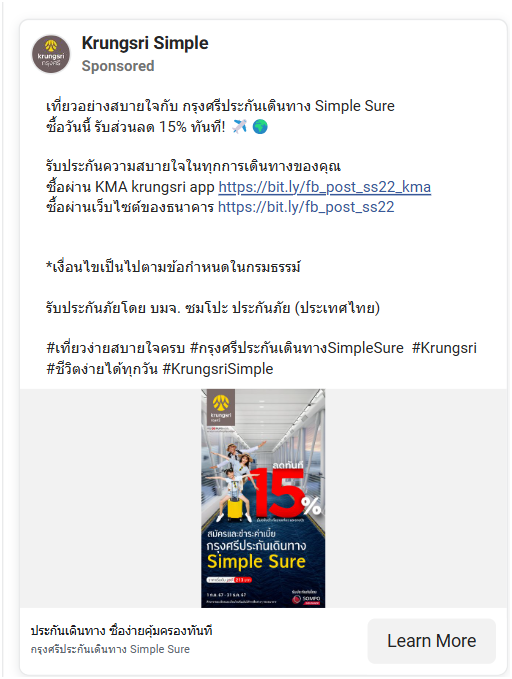 Krungsri Simple
Sponsored
เที่ยวอย่างสบายใจกับ กรุงศรีประกันเดินทาง Simple Sure
ซื้อวันนี้ รับส่วนลด 15% ทันที! ✈️ 🌍
รับประกันความสบายใจในทุกการเดินทางของคุณ
ซื้อผ่าน KMA krungsri app https://bit.ly/fb_post_ss22_kma
ซื้อผ่านเว็บไซต์ของธนาคาร https://bit.ly/fb_post_ss22
*เงื่อนไขเป็นไปตามข้อกำหนดในกรมธรรม์
รับประกันภัยโดย บมจ. ซมโปะ ประกันภัย (ประเทศไทย)
#เที่ยวง่ายสบายใจครบ #กรุงศรีประกันเดินทางSimpleSure #Krungsri
#ชีวิตง่ายได้ทุกวัน #KrungsriSimple
krungsri
กรุงศรี
ลดทันที
15%
สมัครและชำระค่าเบี้ย
กรุงศรีประกันเดินทาง
Simple Sure
1 ก.ค. 67 - 31 ธ.ค. 67
SOMPO
ประกันเดินทาง ซื้อง่ายคุ้มครองทันที
กรุงศรีประกันเดินทาง Simple Sure
Learn More